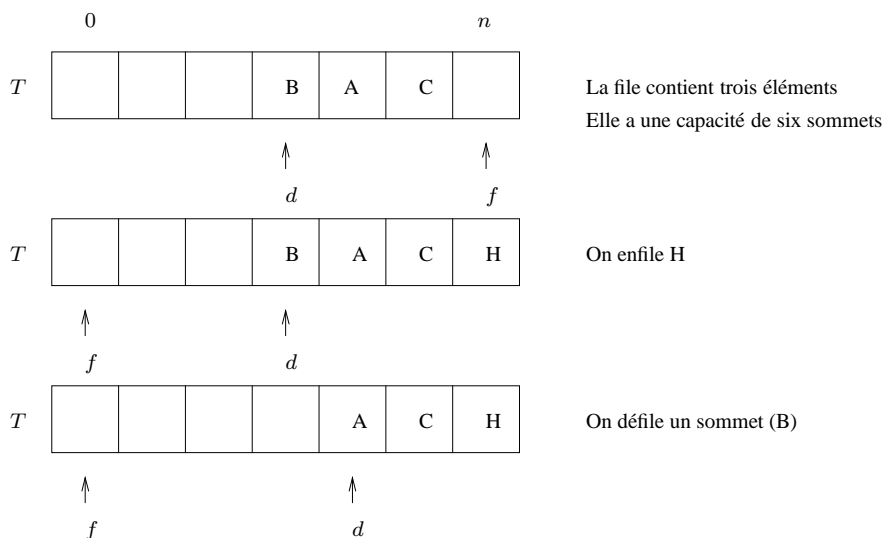 0 n
T B A C La file contient trois éléments
Elle a une capacité de six sommets
d f
T B A C H On enfile H
f d
T A C H On défile un sommet (B)
f d